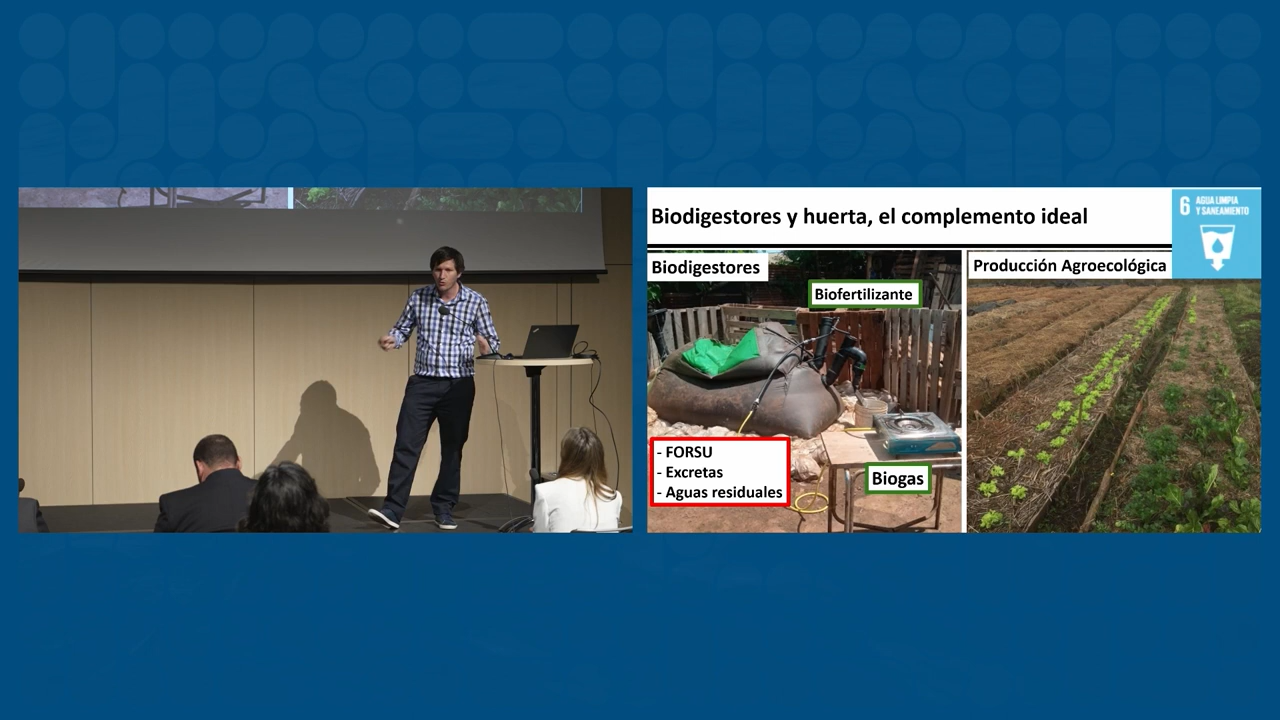 Biodigestores y huerta, el complemento ideal
6 AGUA LIMPIA
Y SANEAMIENTO
Biodigestores
Producción Agroecológica
Biofertilizante
- FORSU
- Excretas
- Aguas residuales
Biogas